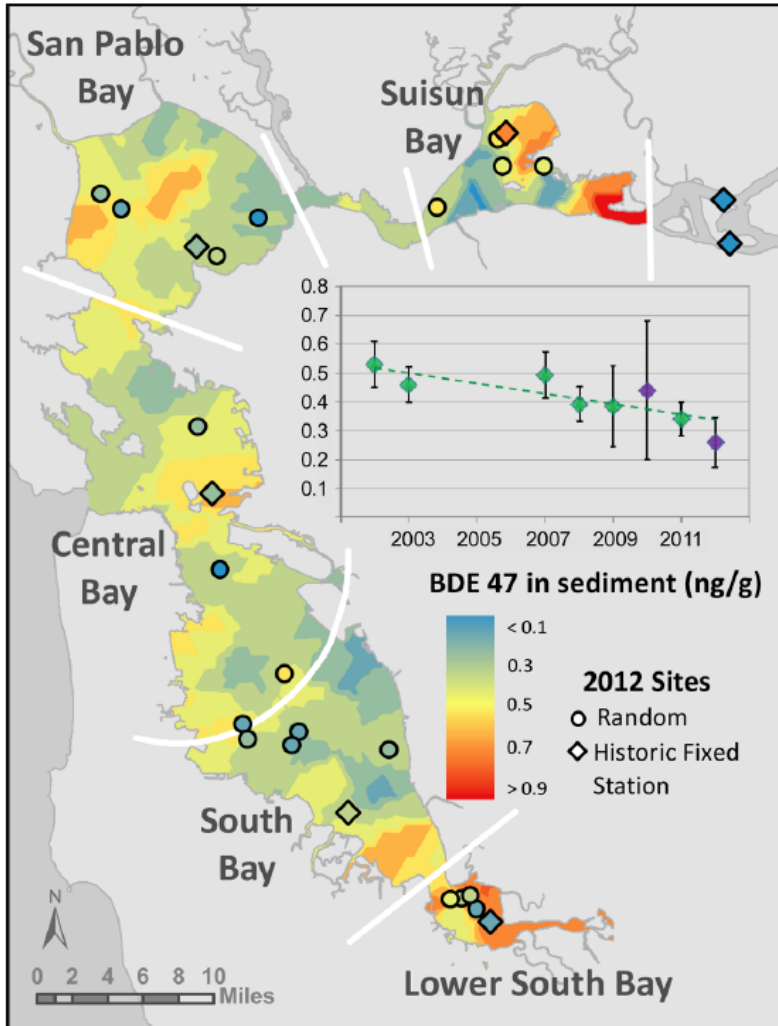 San Pablo
Bay
Suisun
Bay
0.8
0.7
0.6
0.5
0.4
0.3
0.2
0.1
2003 2005 2007 2009 2011
Central
Bay
BDE 47 in sediment (ng/g)
< 0.1
0.3
0.5
0.7
> 0.9
2012 Sites
Random
Historic Fixed
Station
South
Bay
N
0 2 4 6 8 10
Miles
Lower South Bay